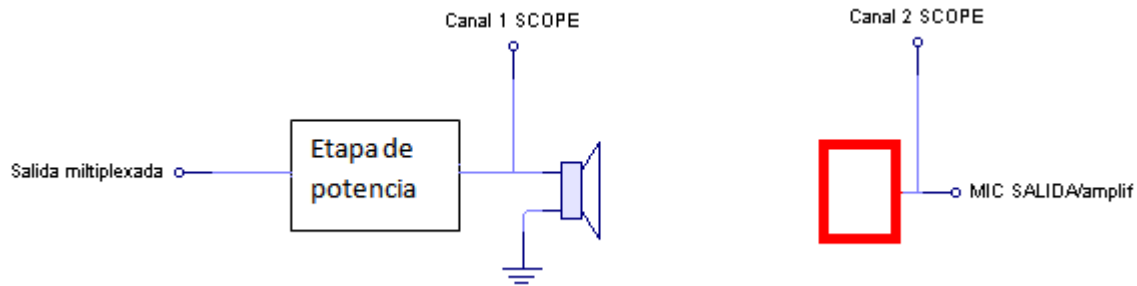 Canal 1 SCOPE
Canal 2 SCOPE
Salida miltiplexada
Etapa de
potencia
MIC SALIDA/amplif